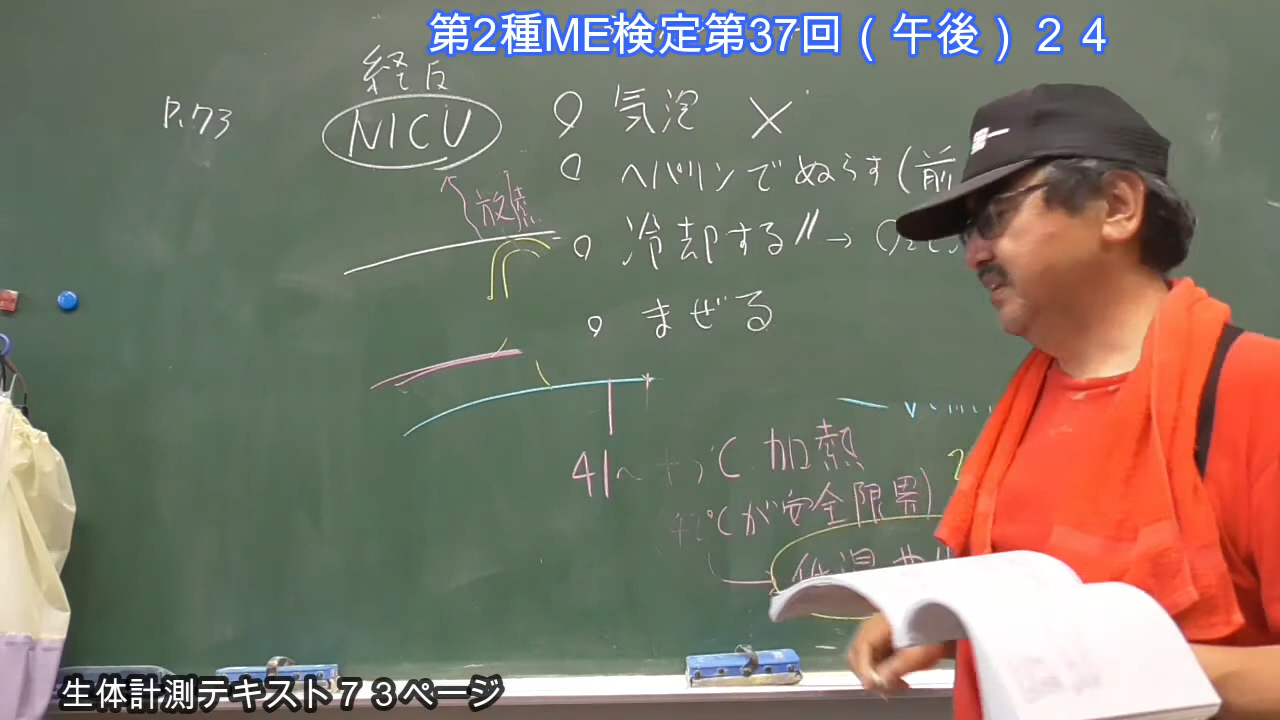 第2種ME検定第37回（午後）２４
経皮
P.73
NICU
気泡 ×
ヘパリンでぬらす(前
冷却する →
放熱
まぜる
41～ ℃ 加熱
42℃が安全限界)
生体計測テキスト７３ページ